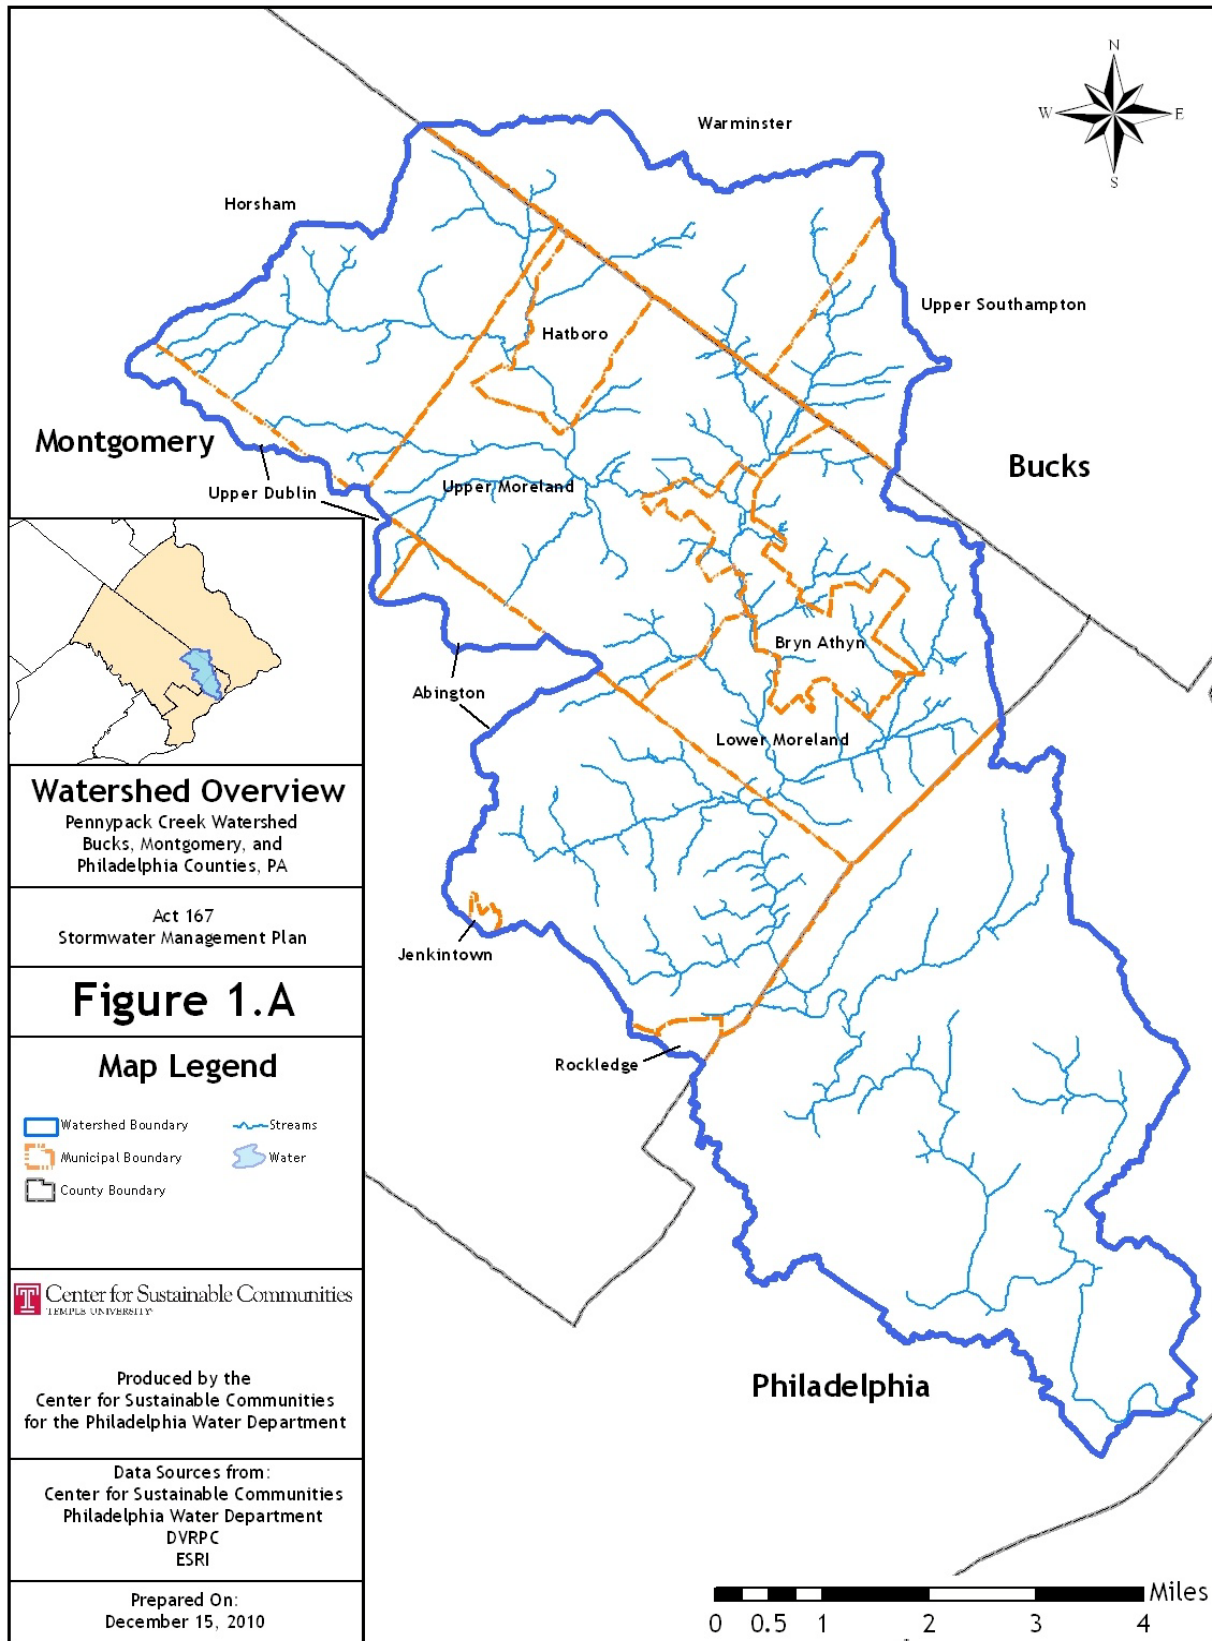 N
W
E
S
Warminster
Horsham
Upper Southampton
Hatboro
Montgomery
Bucks
Upper Dublin
Upper Moreland
Bryn Athyn
Abington
Lower Moreland
Jenkintown
Rockledge
Philadelphia
Watershed Overview
Pennypack Creek Watershed
Bucks, Montgomery, and
Philadelphia Counties, PA
Act 167
Stormwater Management Plan
Figure 1.A
Map Legend
Watershed Boundary
Streams
Municipal Boundary
Water
County Boundary
T Center for Sustainable Communities
TEMPLE UNIVERSITY
Produced by the
Center for Sustainable Communities
for the Philadelphia Water Department
Data Sources from:
Center for Sustainable Communities
Philadelphia Water Department
DVRPC
ESRI
Prepared On:
December 15, 2010
Miles
0 0.5 1 2 3 4